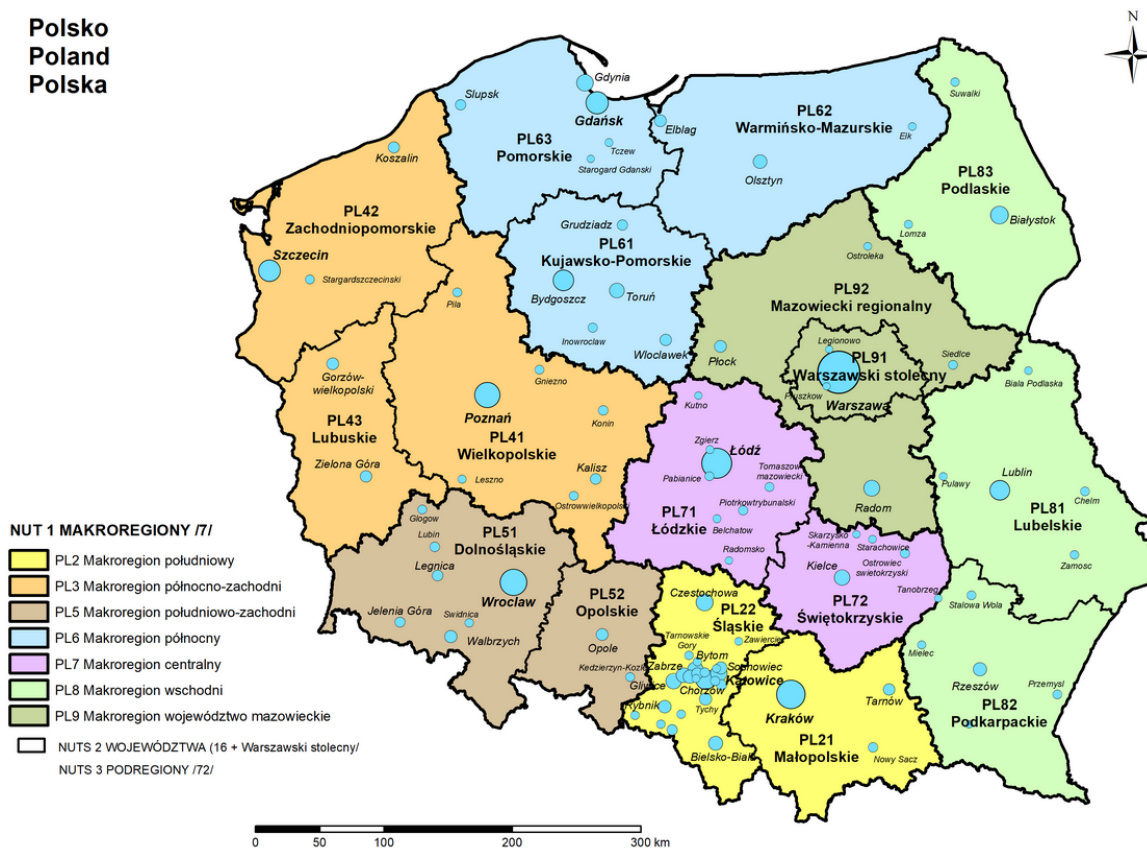 Polsko
Poland
Polska
N
Gdynia
Slupsk
Gdańsk
Elblag
PL62
Warmińsko-Mazurskie
Elk
Suwalki
PL63
Pomorskie
Tczew
Starogard Gdanski
Koszalin
Olsztyn
PL83
Podlaskie
Białystok
PL42
Zachodniopomorskie
Grudziadz
Lomza
Ostroleka
Szczecin
Stargardszczecinski
PL61
Kujawsko-Pomorskie
Bydgoszcz
Toruń
PL92
Mazowiecki regionalny
Pila
Inowroclaw
Wloclawek
Płock
Legionowo
PL91
Warszawski stolecny
Siedlce
Pruszkow
Warszawa
Biala Podlaska
Gorzów-
wielkopolski
Gniezno
Poznań
Konin
Kutno
PL43
Lubuskie
PL41
Wielkopolskie
Zgierz
Łódź
Zielona Góra
Leszno
Kalisz
Ostrowwielkopolski
Pabianice
Tomaszow
mazowiecki
Piotrkowtrybunalski
PL71
Łódzkie
Belchatow
Radom
Pulawy
Lublin
Chelm
PL81
Lubelskie
NUT 1 MAKROREGIONY /7/
PL2 Makroregion południowy
PL3 Makroregion północno-zachodni
PL5 Makroregion południowo-zachodni
PL6 Makroregion północny
PL7 Makroregion centralny
PL8 Makroregion wschodni
PL9 Makroregion województwo mazowieckie
NUTS 2 WOJEWÓDZTWA (16 + Warszawski stolecny/
NUTS 3 PODREGIONY /72/
Głogow
PL51
Dolnośląskie
Lubin
Legnica
Wroclaw
Jelenia Góra
Swidnica
Walbrzych
PL52
Opolskie
Opole
Kedzierzyn-Kozle
Radomsko
Skarzysko
-Kamienna
Starachowice
Ostrowiec
swietokrzyski
Kielce
Zamosc
Tanobrzeg
PL72
Świętokrzyskie
Stalowa Wola
Czestochowa
PL22
Śląskie
Tarnowskie
Gory
Zawiercie
Bytom
Zabrze
Sosnowiec
Katowice
Gliwice
Chorzów
Tychy
Rybnik
Bielsko-Biala
Kraków
Tarnów
PL21
Małopolskie
Nowy Sacz
Mielec
Rzeszów
Przemysl
PL82
Podkarpackie
0 50 100 200 300 km